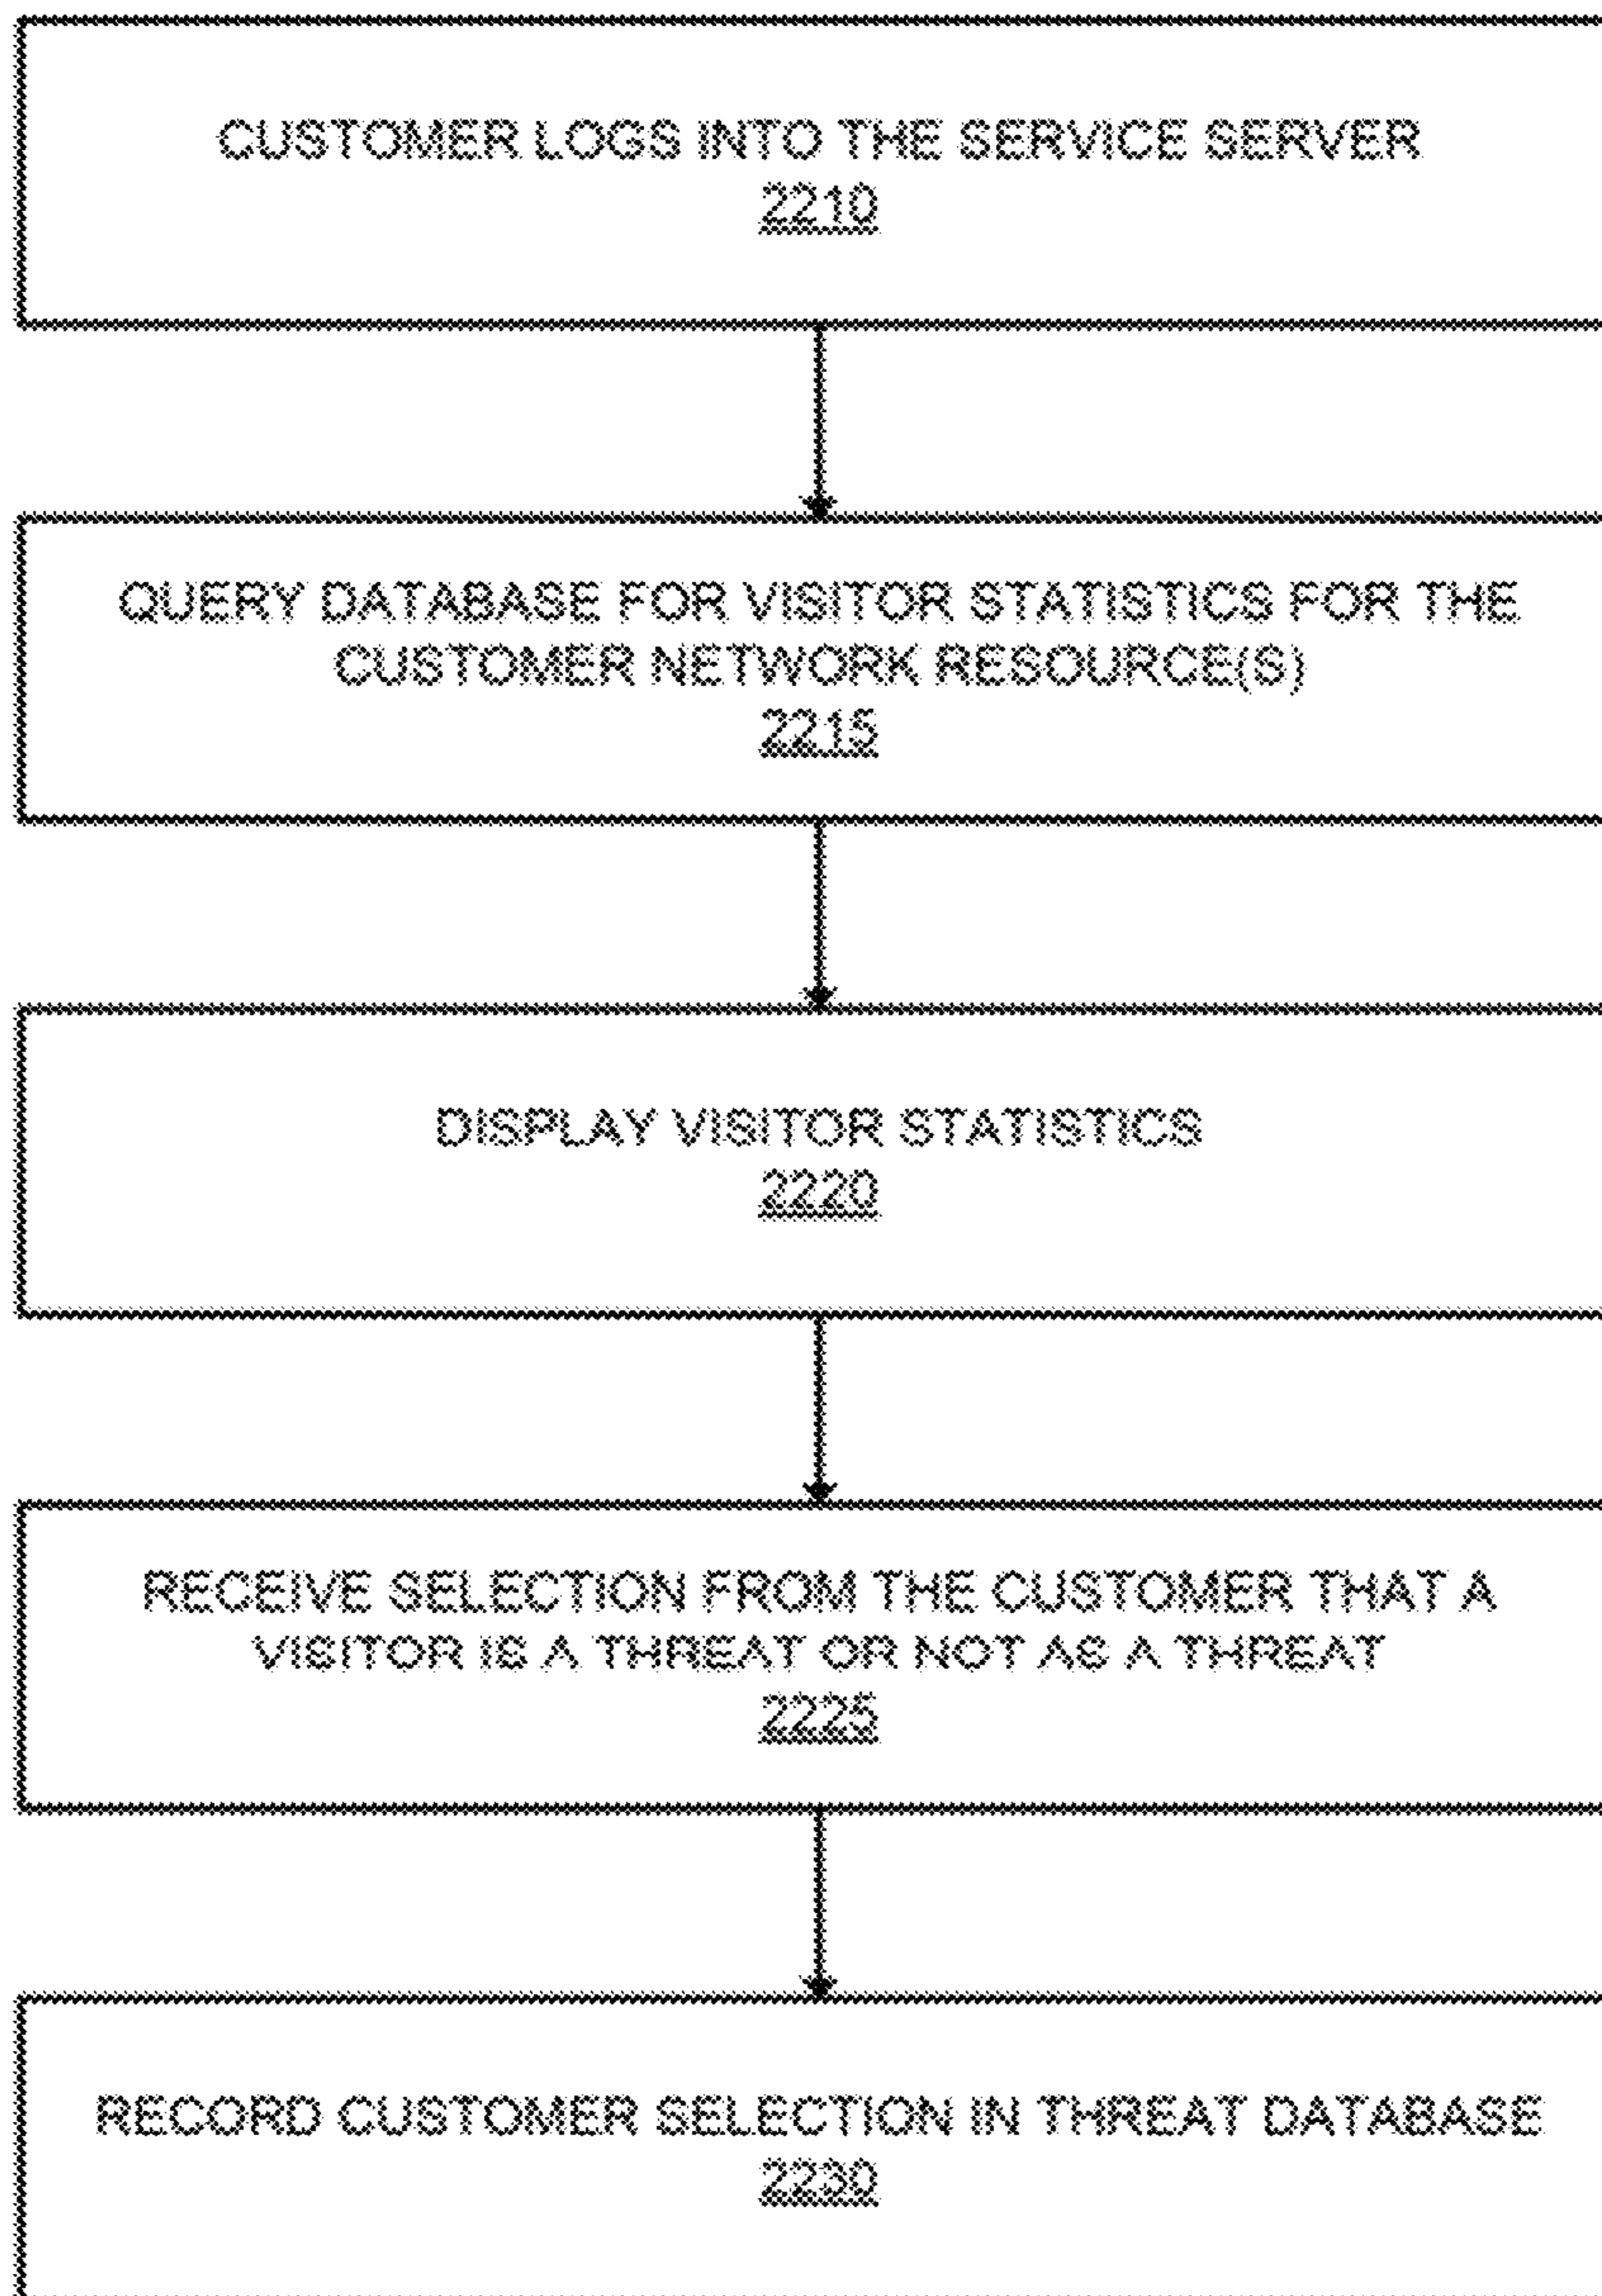 CUSTOMER LOGS INTO THE SERVICE SERVER
2210
QUERY DATABASE FOR VISITOR STATISTICS FOR THE
CUSTOMER NETWORK RESOURCE(S)
2215
DISPLAY VISITOR STATISTICS
2220
RECEIVE SELECTION FROM THE CUSTOMER THAT A
VISITOR IS A THREAT OR NOT AS A THREAT
2225
RECORD CUSTOMER SELECTION IN THREAT DATABASE
2230